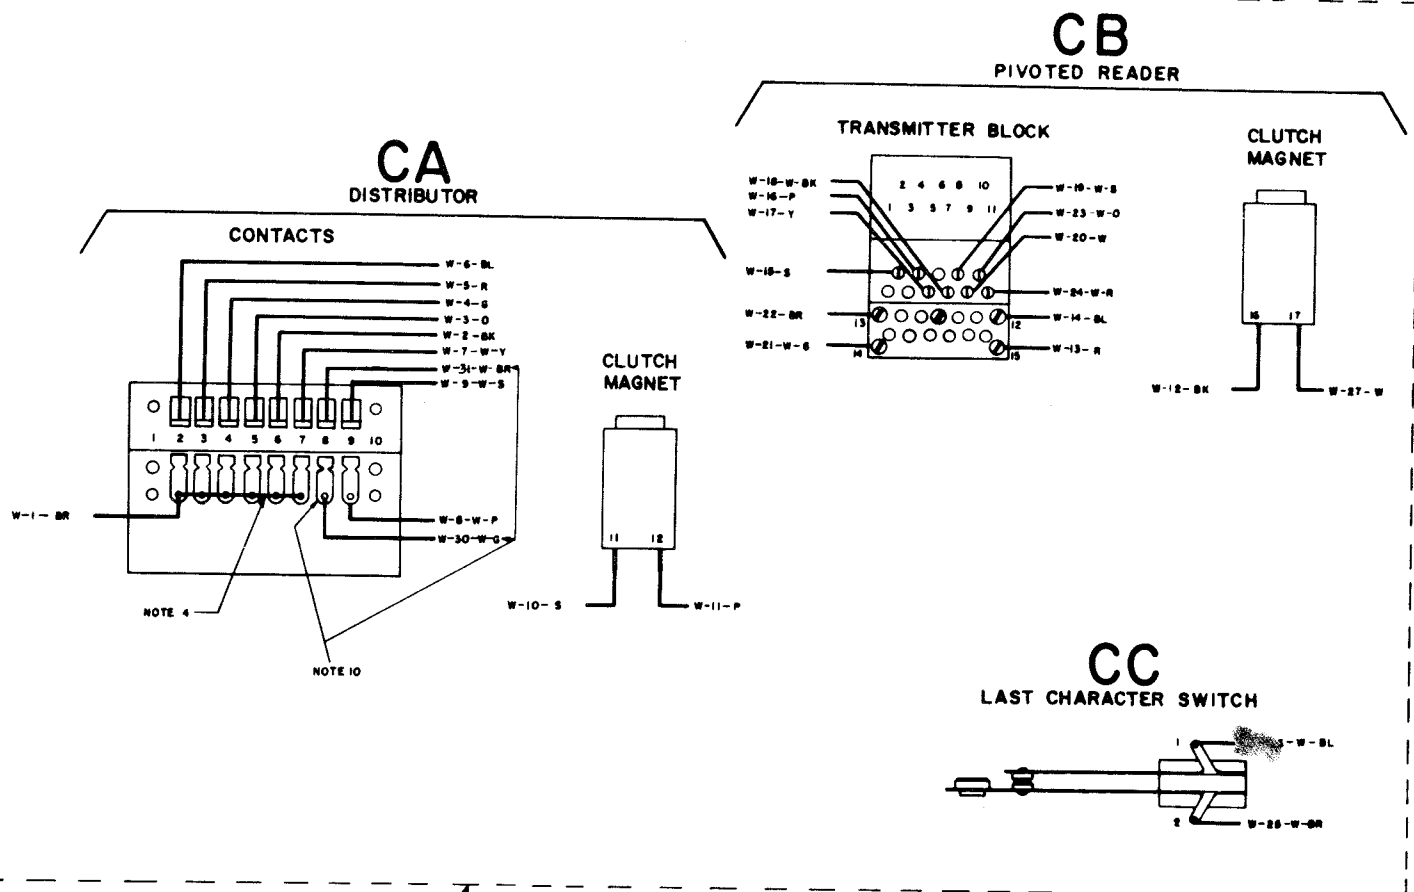 CB
PIVOTED READER
TRANSMITTER BLOCK
CLUTCH
MAGNET
CA
DISTRIBUTOR
CONTACTS
W-6-BL
W-5-R
W-4-G
W-3-O
W-2-BK
W-7-W-Y
W-31-W-BR
W-9-W-S
1 2 3 4 5 6 7 8 9 10
W-1-BR
W-8-W-P
W-30-W-G
NOTE 4
NOTE 10
CLUTCH
MAGNET
11 12
W-10-S
W-11-P
W-18-W-BK
W-16-P
W-17-Y
W-15-S
W-22-BR
W-21-W-G
2 4 6 8 10
1 3 5 7 9 11
13
12
14
15
W-23-W-O
W-20-W
W-24-W-R
W-14-BL
W-13-R
16 17
W-12-BK
W-27-W
CC
LAST CHARACTER SWITCH
1
-W-BL
2
W-26-W-BR